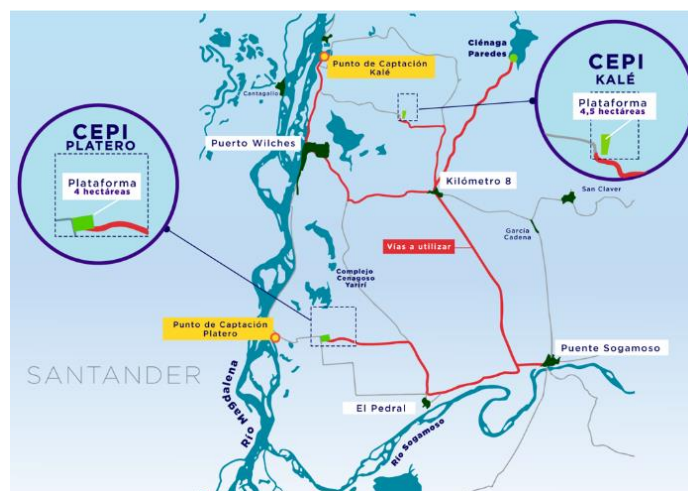 Punto de Captación
Kalé
Ciénaga
Paredes
CEPI
KALÉ
Plataforma
4,5 hectáreas
Cantagallo
CEPI
PLATERO
Plataforma
4 hectáreas
Puerto Wilches
Kilómetro 8
San Claver
García
Cadena
Vías a utilizar
Complejo
Cenagoso
Yarirí
Punto de Captación
Platero
Puente Sogamoso
SANTANDER
El Pedral
Río Magdalena
Río Sogamoso